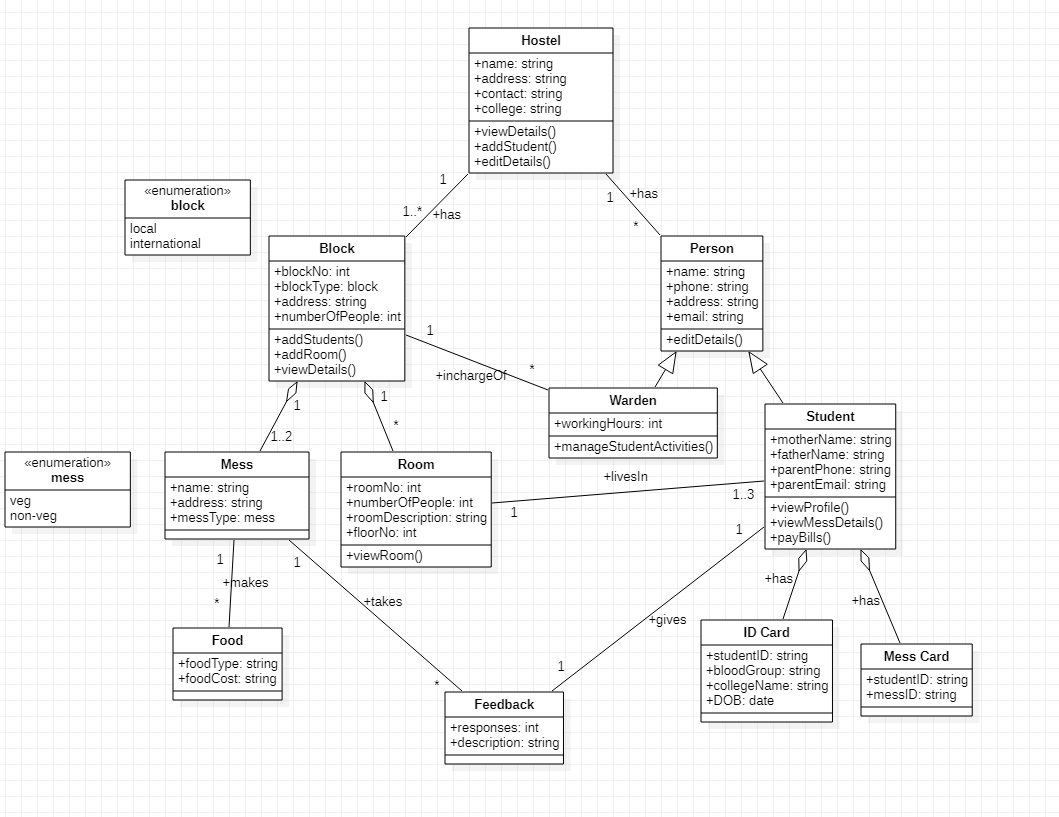 Hostel
+name: string
+address: string
+contact: string
+college: string
+viewDetails()
+addStudent()
+editDetails()
1
1..*
+has
1
+has
*
«enumeration»
block
local
international
Block
+blockNo: int
+blockType: block
+address: string
+numberOfPeople: int
+addStudents()
+addRoom()
+viewDetails()
Person
+name: string
+phone: string
+address: string
+email: string
+editDetails()
1
+inchargeOf
*
Warden
+workingHours: int
+manageStudentActivities()
Student
+motherName: string
+fatherName: string
+parentPhone: string
+parentEmail: string
+viewProfile()
+viewMessDetails()
+payBills()
1
1..2
1
*
«enumeration»
mess
veg
non-veg
Mess
+name: string
+address: string
+messType: mess
Room
+roomNo: int
+numberOfPeople: int
+roomDescription: string
+floorNo: int
+viewRoom()
+livesIn
1
1..3
1
+makes
*
1
+takes
*
1
+gives
1
+has
+has
Food
+foodType: string
+foodCost: string
Feedback
+responses: int
+description: string
ID Card
+studentID: string
+bloodGroup: string
+collegeName: string
+DOB: date
Mess Card
+studentID: string
+messID: string